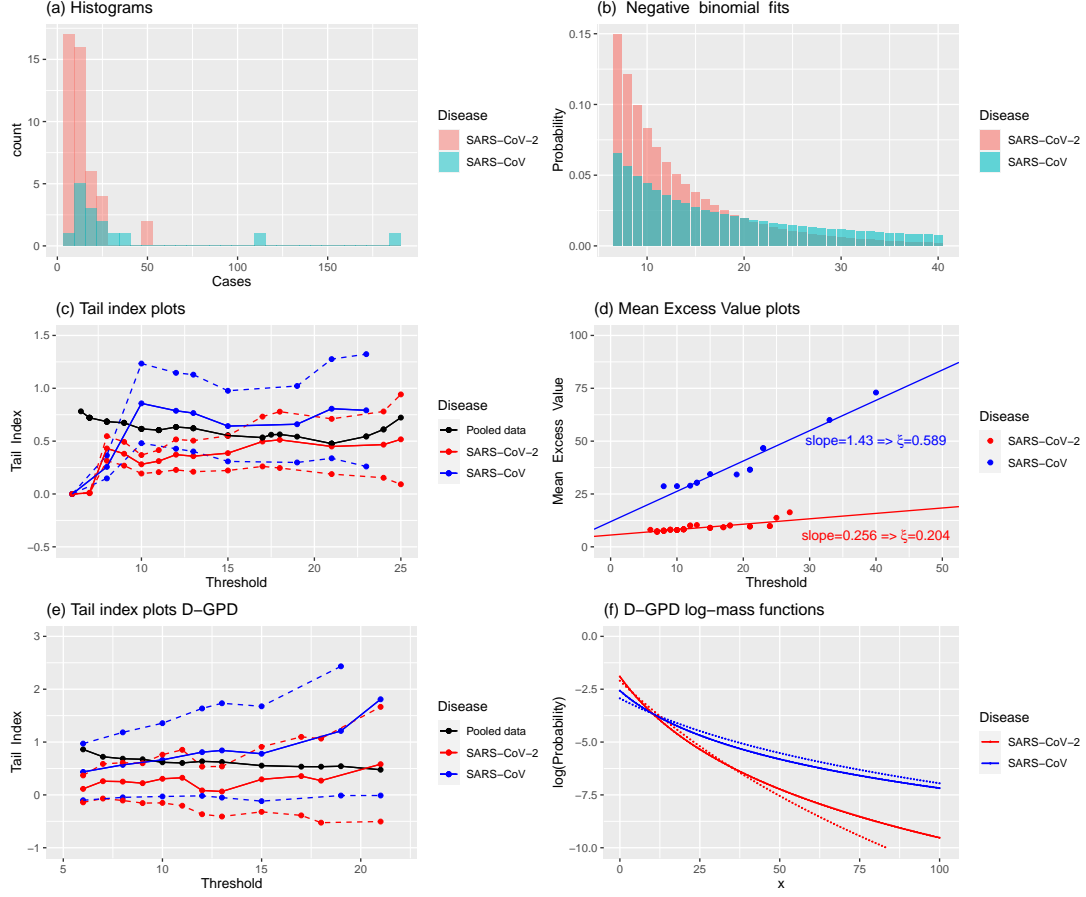 (a) Histograms
15
10
5
0
count
0 50 100 150
Cases
Disease
SARS−CoV−2
SARS−CoV
(b) Negative binomial fits
0.15
0.10
0.05
0.00
Probability
10 20 30 40
Disease
SARS−CoV−2
SARS−CoV
(c) Tail index plots
1.5
1.0
0.5
0.0
−0.5
Tail Index
10 15 20 25
Threshold
Disease
Pooled data
SARS−CoV−2
SARS−CoV
(d) Mean Excess Value plots
100
75
50
25
0
Mean Excess Value
slope=1.43 => ξ=0.589
slope=0.256 => ξ=0.204
0 10 20 30 40 50
Threshold
Disease
SARS−CoV−2
SARS−CoV
(e) Tail index plots D−GPD
3
2
1
0
−1
Tail Index
5 10 15 20
Threshold
Disease
Pooled data
SARS−CoV−2
SARS−CoV
(f) D−GPD log−mass functions
0.0
−2.5
−5.0
−7.5
−10.0
log(Probability)
0 25 50 75 100
x
Disease
SARS−CoV−2
SARS−CoV